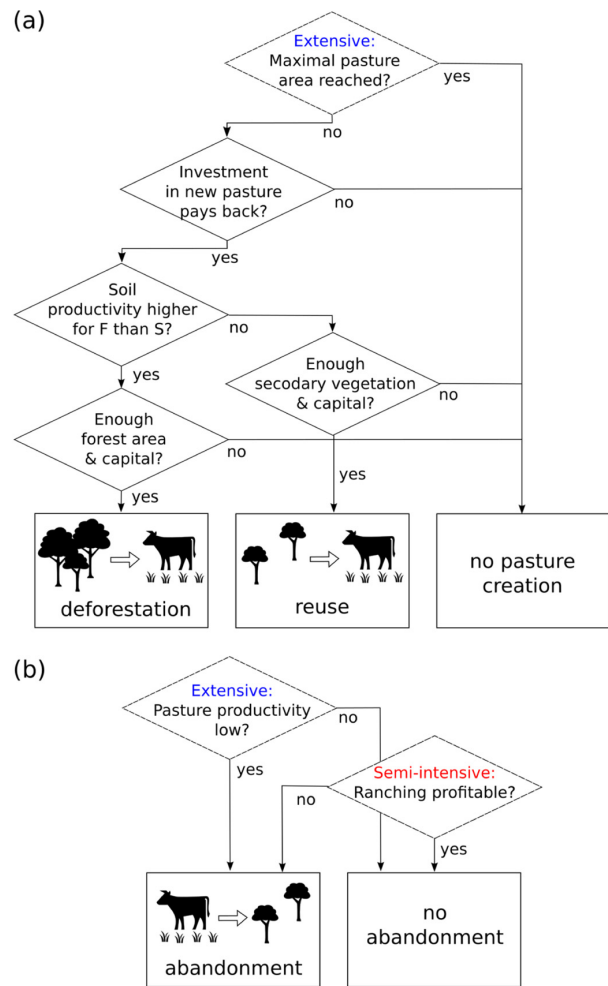 (a)
Extensive:
Maximal pasture
area reached?
yes
no
Investment
in new pasture
pays back?
no
yes
Soil
productivity higher
for F than S?
no
yes
Enough
secodary vegetation
& capital?
no
yes
Enough
forest area
& capital?
no
yes
deforestation
reuse
no pasture
creation
(b)
Extensive:
Pasture productivity
low?
no
yes
Semi-intensive:
Ranching profitable?
no
yes
abandonment
no
abandonment